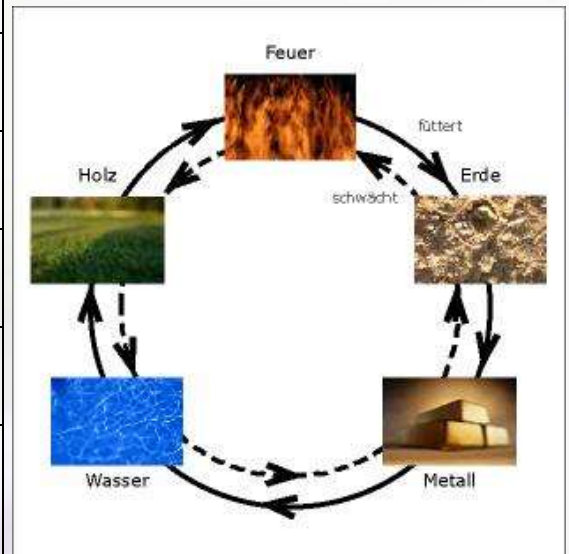 Feuer
füttert
Holz
Erde
schwächt
Wasser
Metall